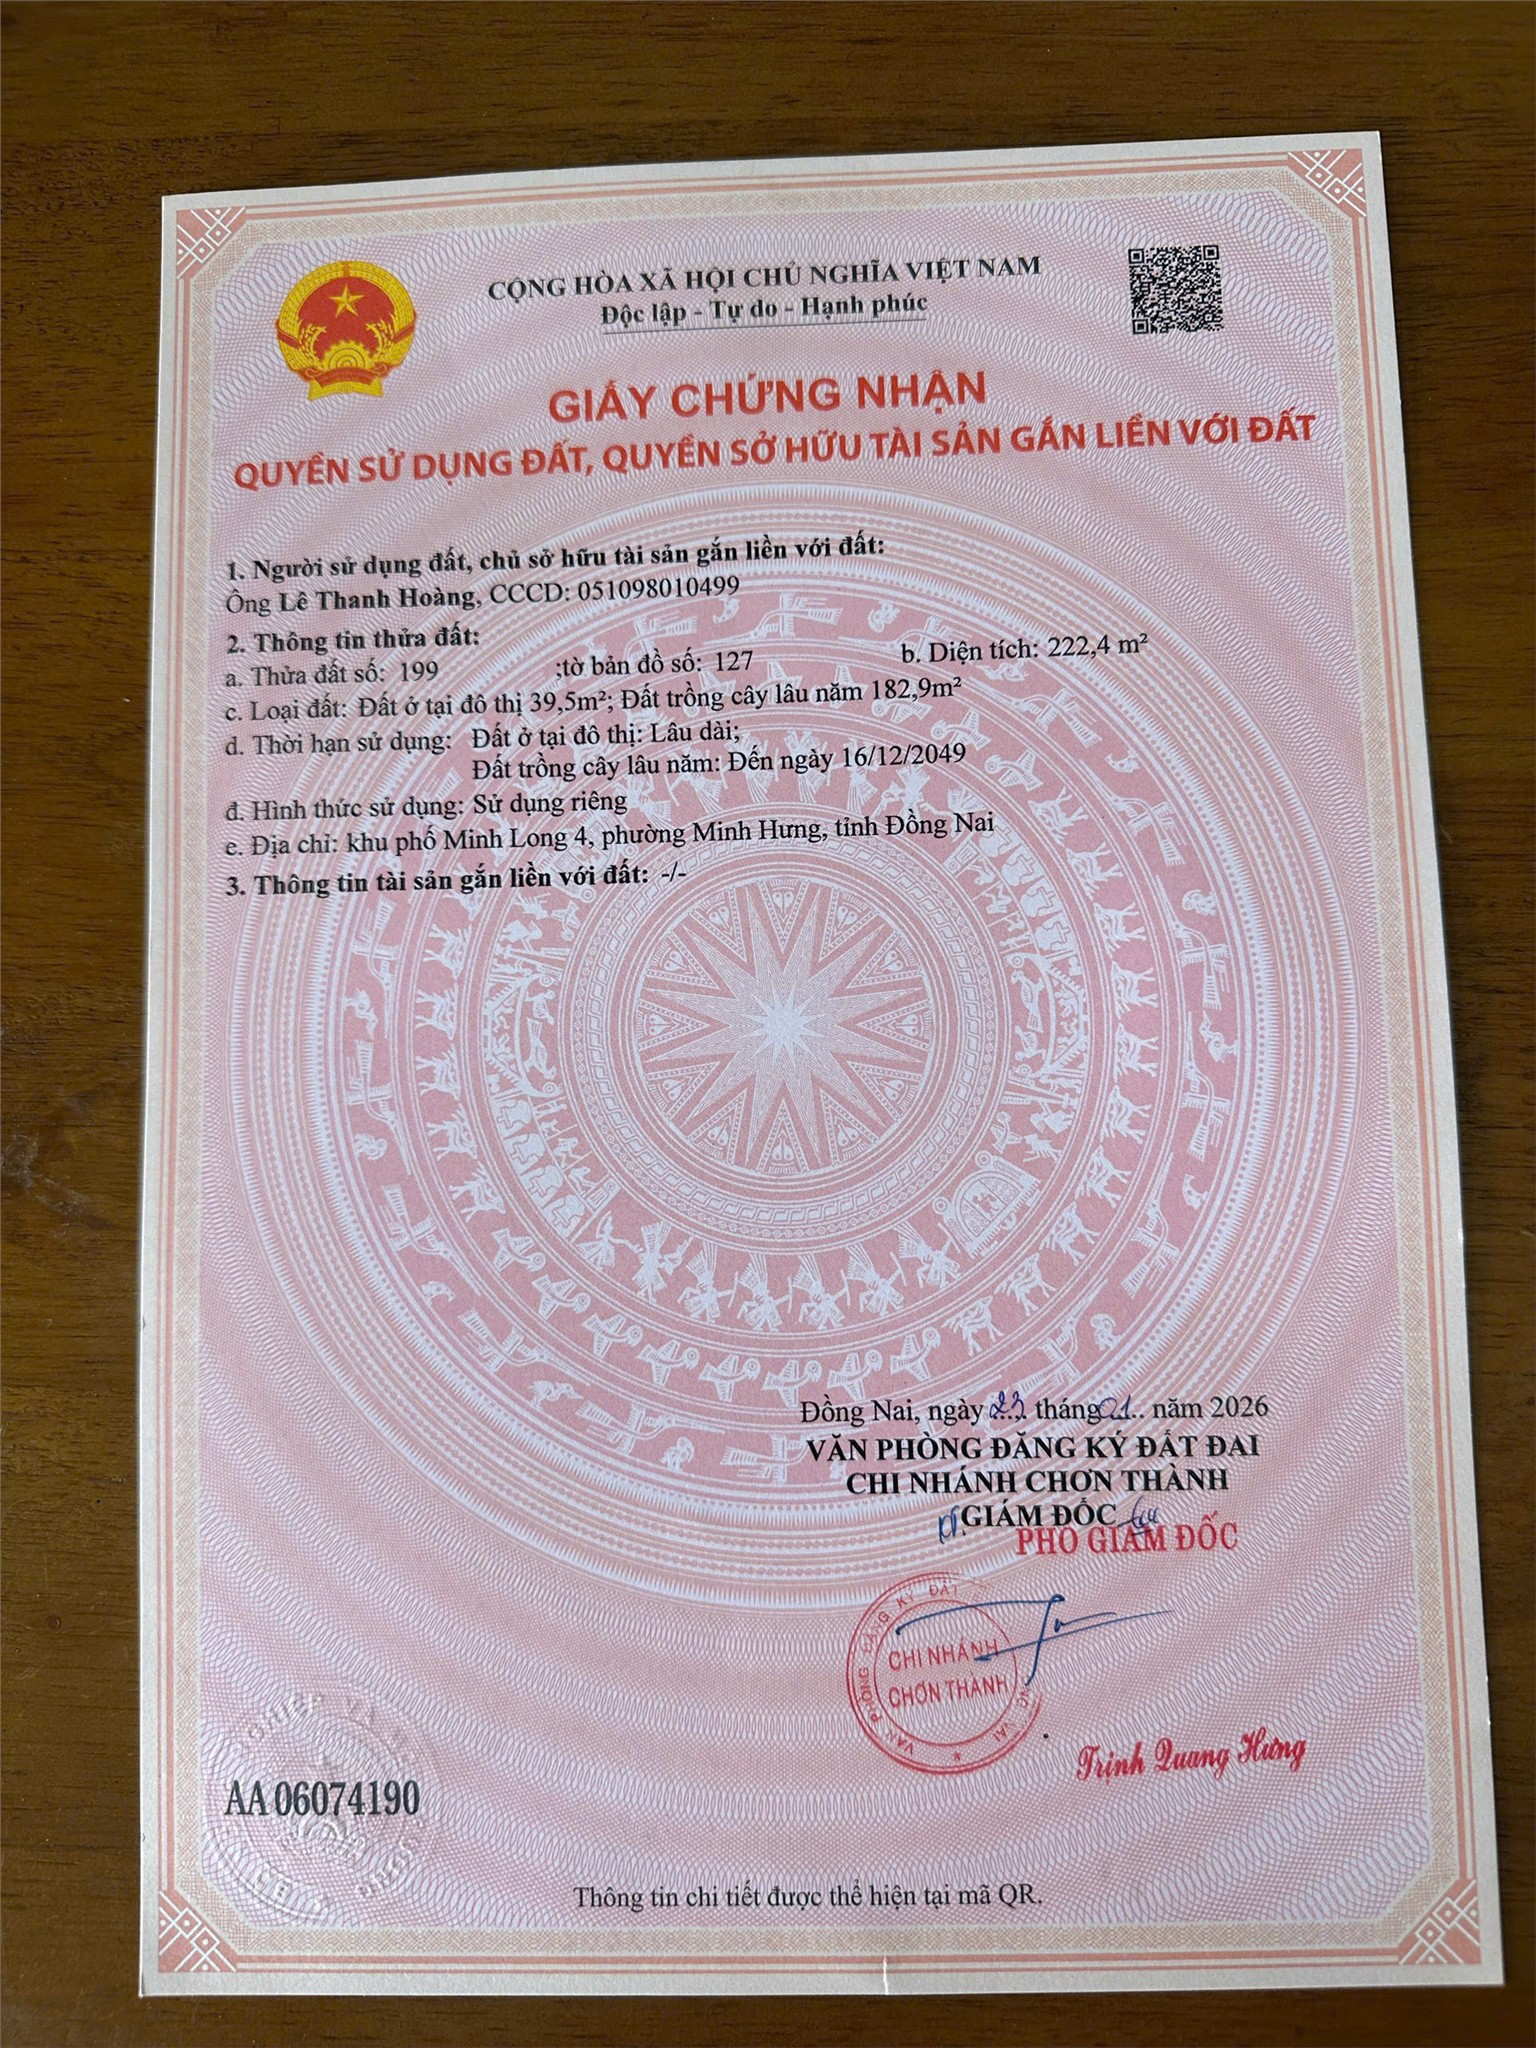 CỘNG HÒA XÃ HỘI CHỦ NGHĨA VIỆT NAM
Độc lập - Tự do - Hạnh phúc
GIẤY CHỨNG NHẬN
QUYỀN SỬ DỤNG ĐẤT, QUYỀN SỞ HỮU TÀI SẢN GẮN LIỀN VỚI ĐẤT
1. Người sử dụng đất, chủ sở hữu tài sản gắn liền với đất:
Ông Lê Thanh Hoàng, CCCD: 051098010499
2. Thông tin thửa đất:
a. Thửa đất số: 199 ;tờ bản đồ số: 127 b. Diện tích: 222,4 m²
c. Loại đất: Đất ở tại đô thị 39,5m²; Đất trồng cây lâu năm 182,9m²
d. Thời hạn sử dụng: Đất ở tại đô thị: Lâu dài;
Đất trồng cây lâu năm: Đến ngày 16/12/2049
đ. Hình thức sử dụng: Sử dụng riêng
e. Địa chỉ: khu phố Minh Long 4, phường Minh Hưng, tỉnh Đồng Nai
3. Thông tin tài sản gắn liền với đất: -/-
Đồng Nai, ngày 23 tháng 01 năm 2026
VĂN PHÒNG ĐĂNG KÝ ĐẤT ĐAI
CHI NHÁNH CHƠN THÀNH
GIÁM ĐỐC
PHÓ GIÁM ĐỐC
VĂN PHÒNG ĐĂNG KÝ ĐẤT
CHI NHÁNH
CHƠN THÀNH
Trịnh Quang Hưng
AA 06074190
Thông tin chi tiết được thể hiện tại mã QR.